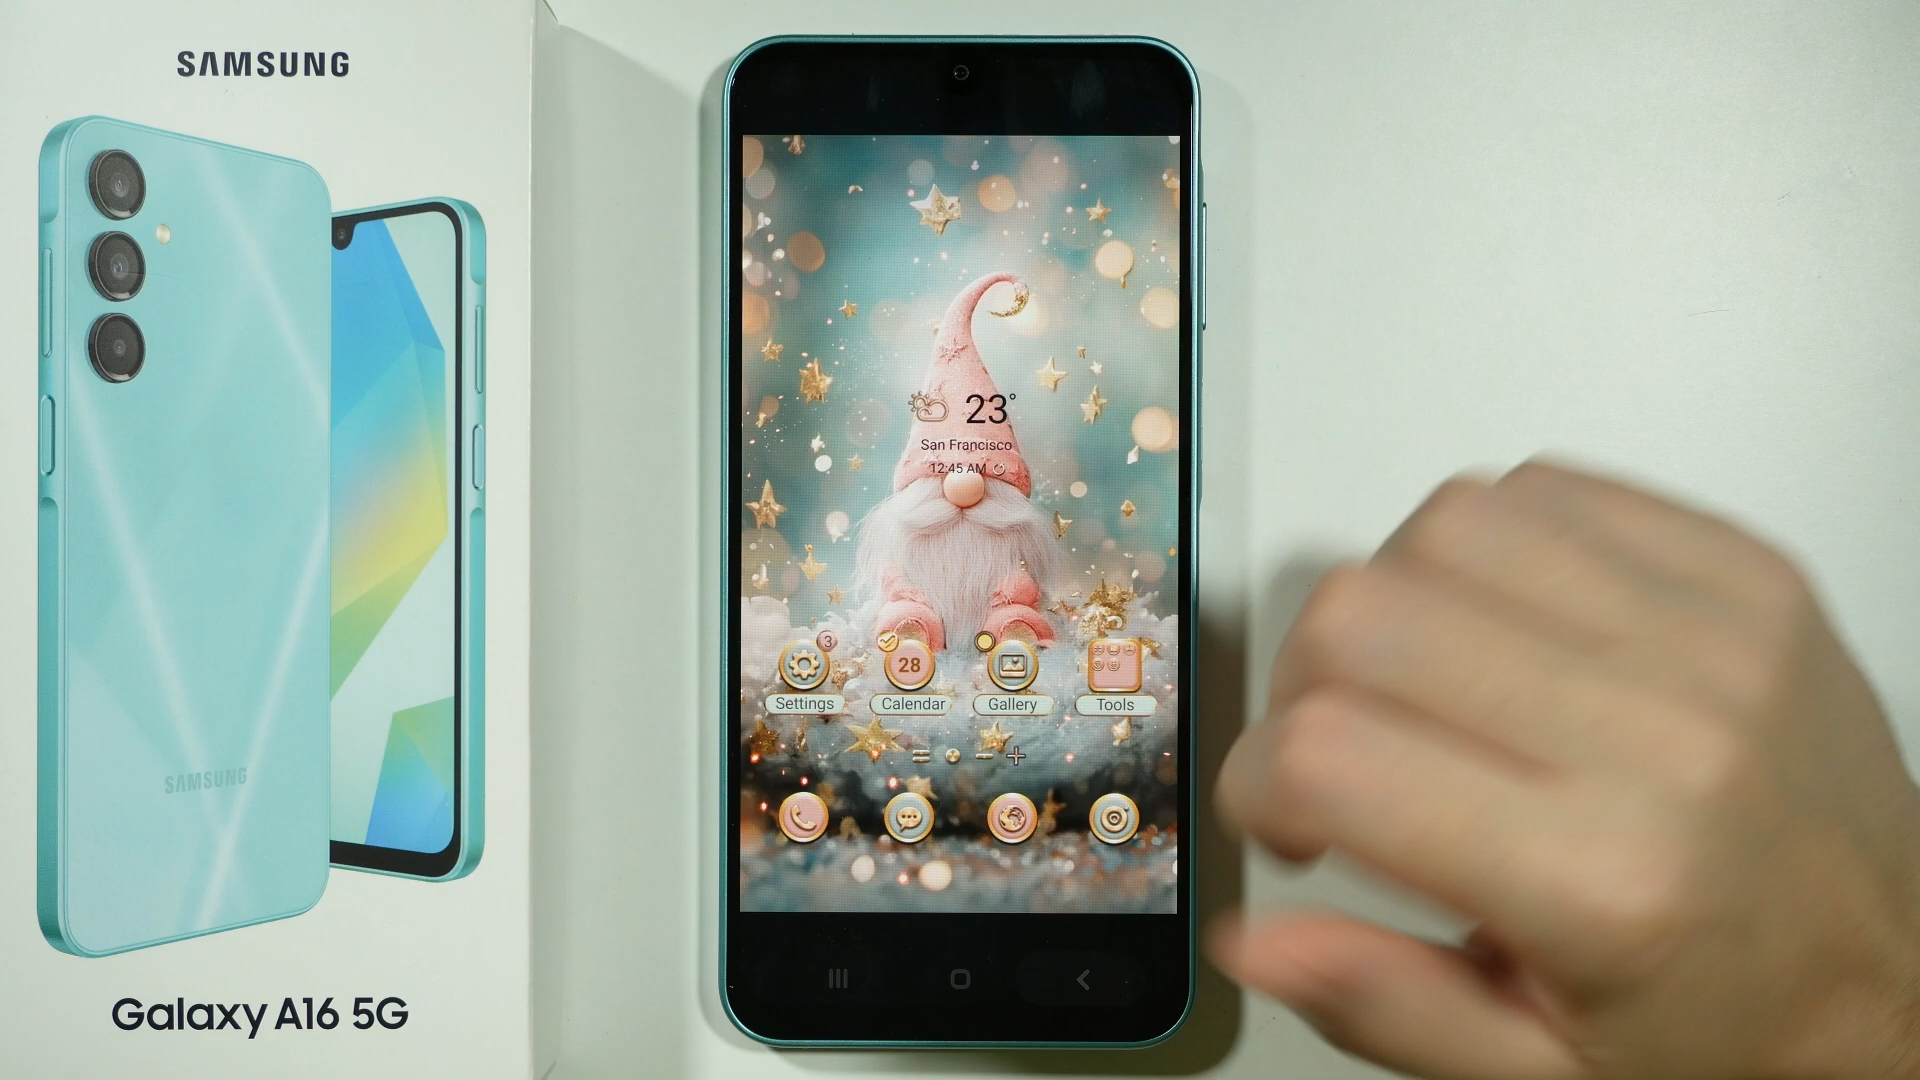 SAMSUNG
SAMSUNG
Galaxy A16 5G
23°
San Francisco
12:45 AM
3
28
Settings
Calendar
Gallery
Tools